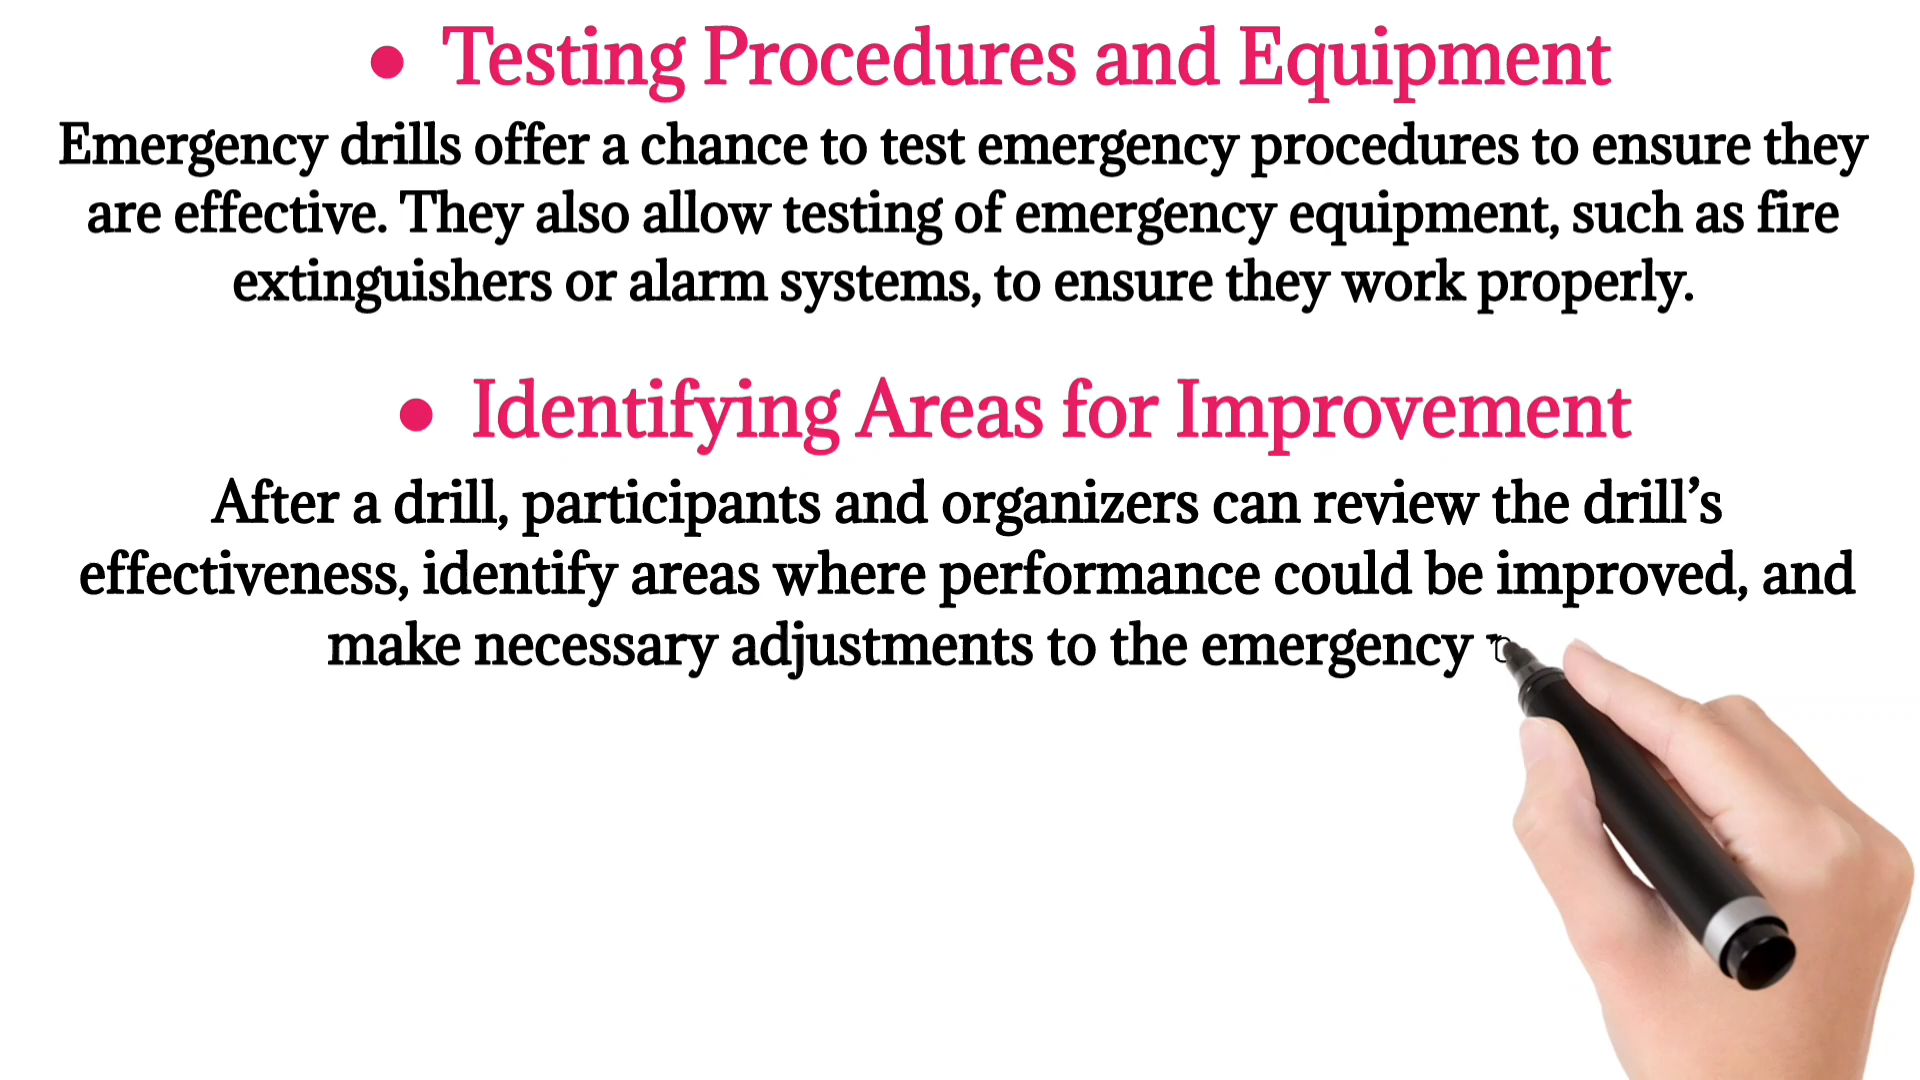 • Testing Procedures and Equipment
Emergency drills offer a chance to test emergency procedures to ensure they
are effective. They also allow testing of emergency equipment, such as fire
extinguishers or alarm systems, to ensure they work properly.
• Identifying Areas for Improvement
After a drill, participants and organizers can review the drill’s
effectiveness, identify areas where performance could be improved, and
make necessary adjustments to the emergency